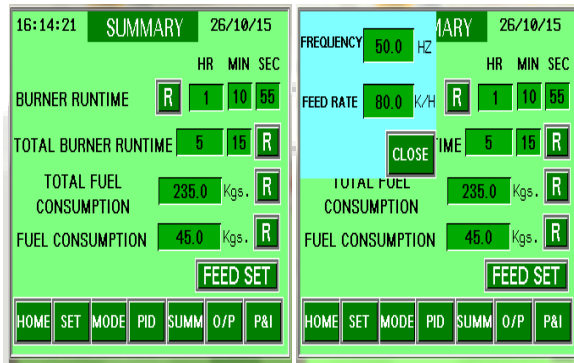 16:14:21 SUMMARY 26/10/15
HR MIN SEC
BURNER RUNTIME R 1 10 55
TOTAL BURNER RUNTIME 5 15 R
TOTAL FUEL
CONSUMPTION 235.0 Kgs. R
FUEL CONSUMPTION 45.0 Kgs. R
FEED SET
HOME SET MODE PID SUMM O/P P&I
FREQUENCY 50.0 HZ
FEED RATE 80.0 K/H
CLOSE
ARY 26/10/15
HR MIN SEC
R 1 10 55
TIME 5 15 R
TOTAL FUEL
CONSUMPTION 235.0 Kgs. R
FUEL CONSUMPTION 45.0 Kgs. R
FEED SET
HOME SET MODE PID SUMM O/P P&I